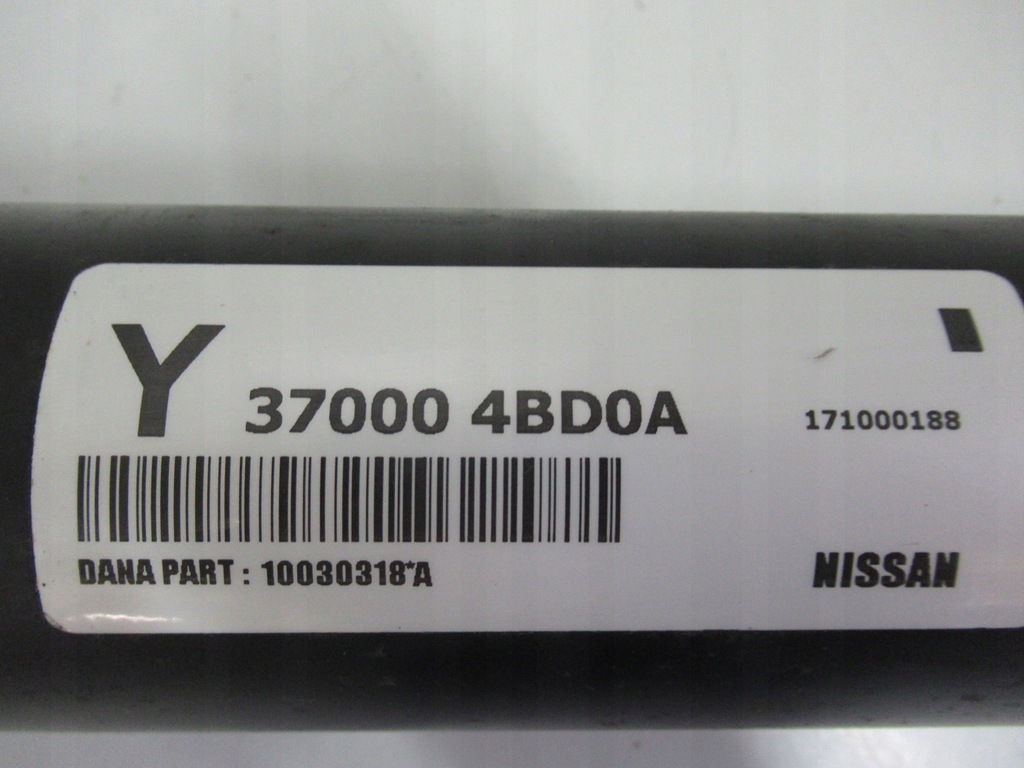 Y 37000 4BD0A 171000188
DANA PART : 10030318*A NISSAN